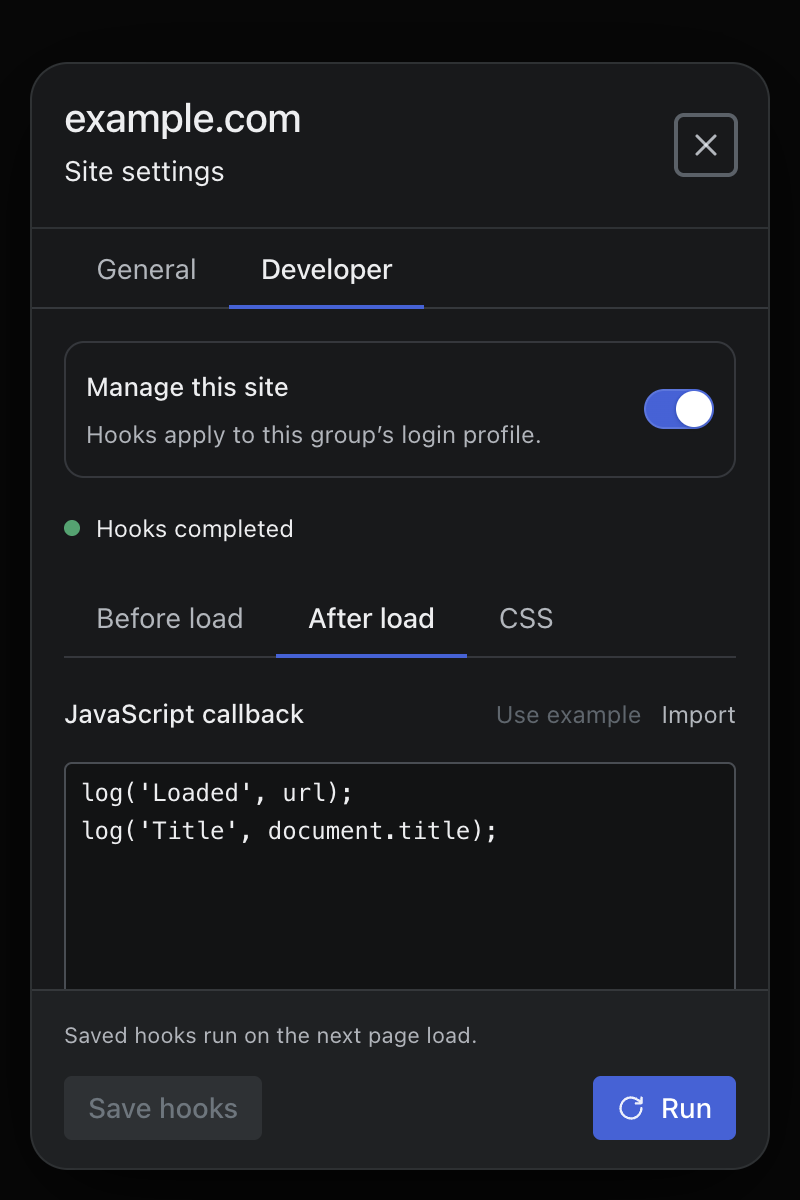 example.com
Site settings
General
Developer
Manage this site
Hooks apply to this group’s login profile.
Hooks completed
Before load
After load
CSS
JavaScript callback
Use example
Import
log('Loaded', url);
log('Title', document.title);
Saved hooks run on the next page load.
Save hooks
Run